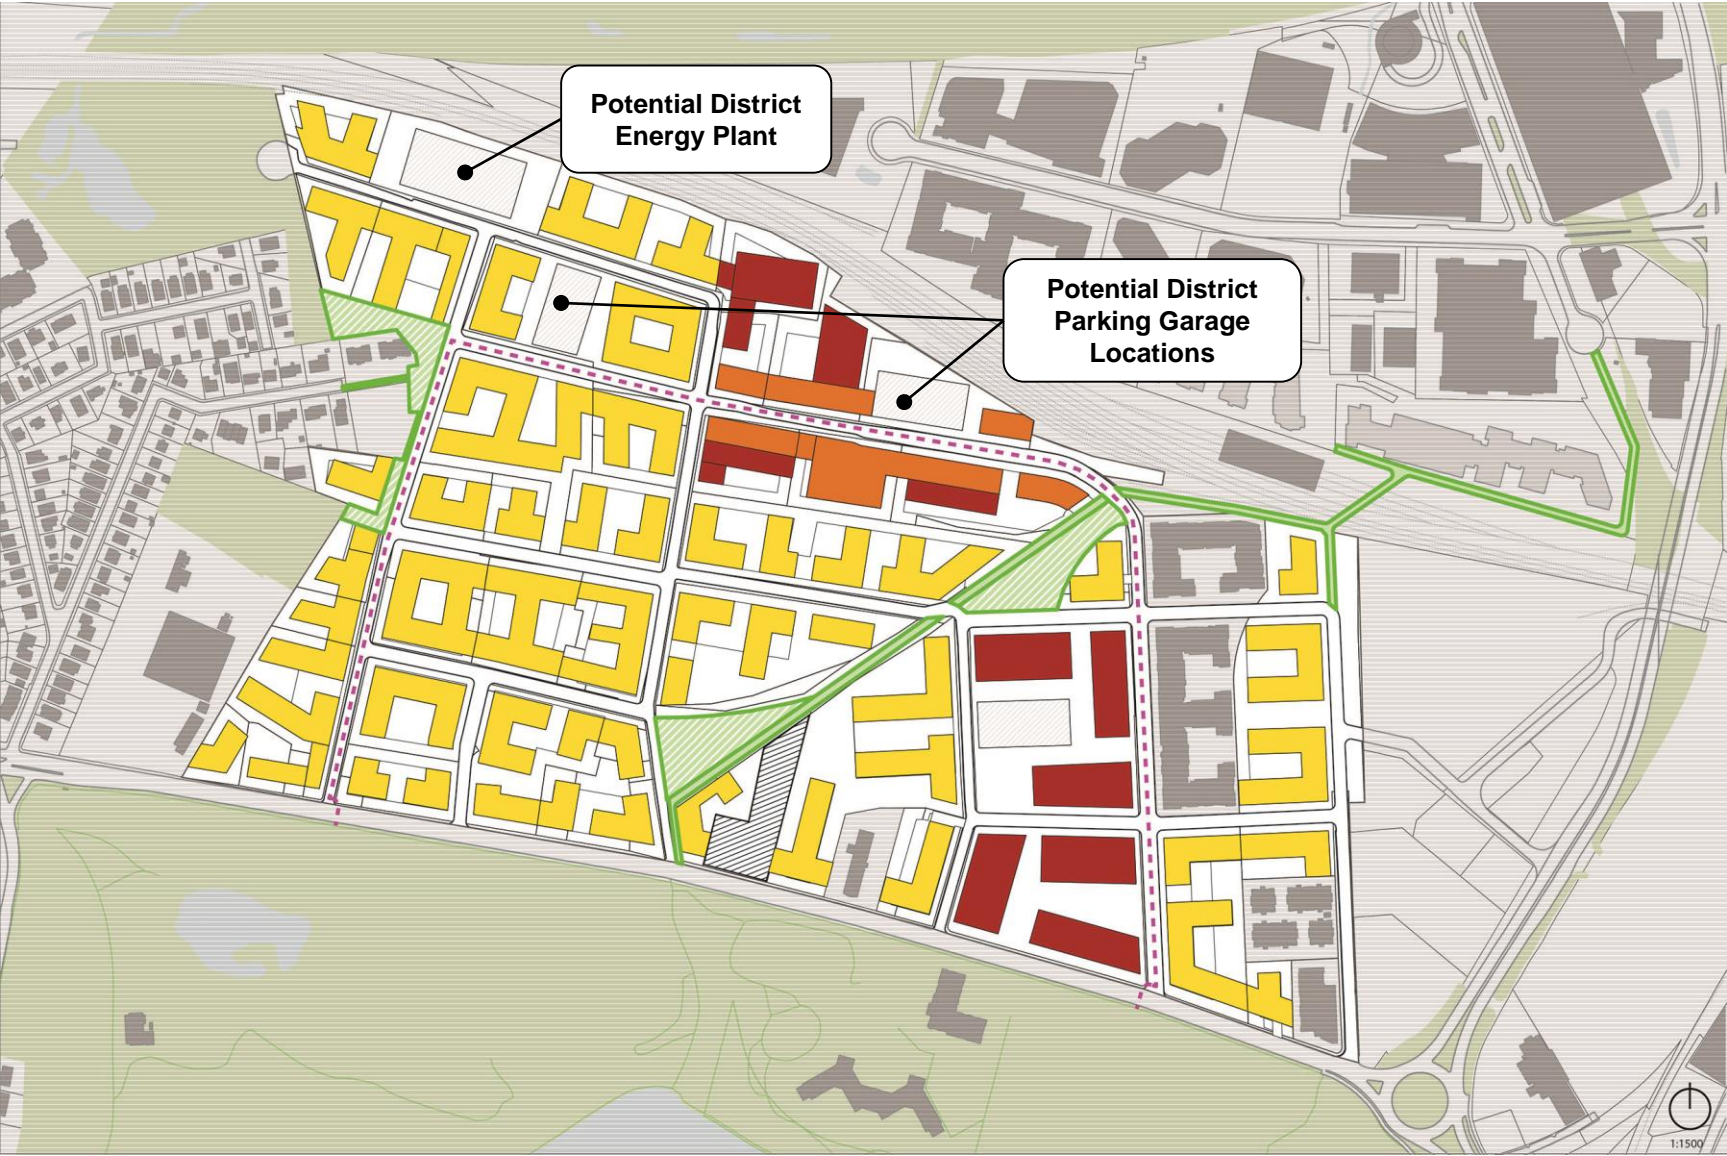 Potential District
Energy Plant
Potential District
Parking Garage
Locations
1:1500